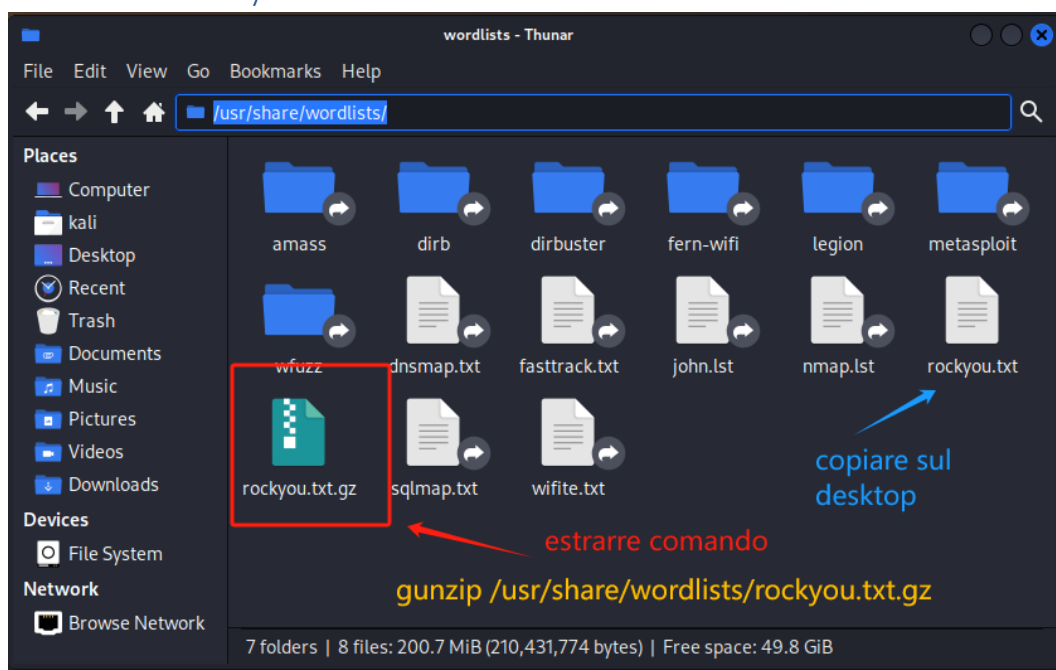 wordlists - Thunar
File Edit View Go Bookmarks Help
/usr/share/wordlists/
Places
Computer
kali
Desktop
Recent
Trash
Documents
Music
Pictures
Videos
Downloads
Devices
File System
Network
Browse Network
amass dirb dirbuster fern-wifi legion metasploit
wfuzz dnsmap.txt fasttrack.txt john.lst nmap.lst rockyou.txt
rockyou.txt.gz sqlmap.txt wifite.txt
copiare sul
desktop
estrarre comando
gunzip /usr/share/wordlists/rockyou.txt.gz
7 folders | 8 files: 200.7 MiB (210,431,774 bytes) | Free space: 49.8 GiB